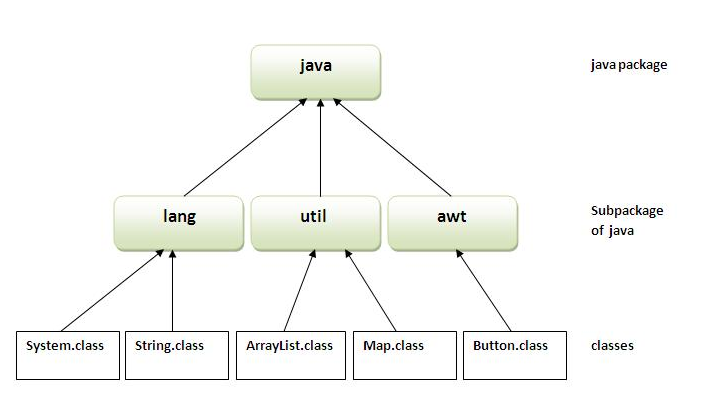 java
java package
lang
util
awt
Subpackage
of java
System.class
String.class
ArrayList.class
Map.class
Button.class
classes